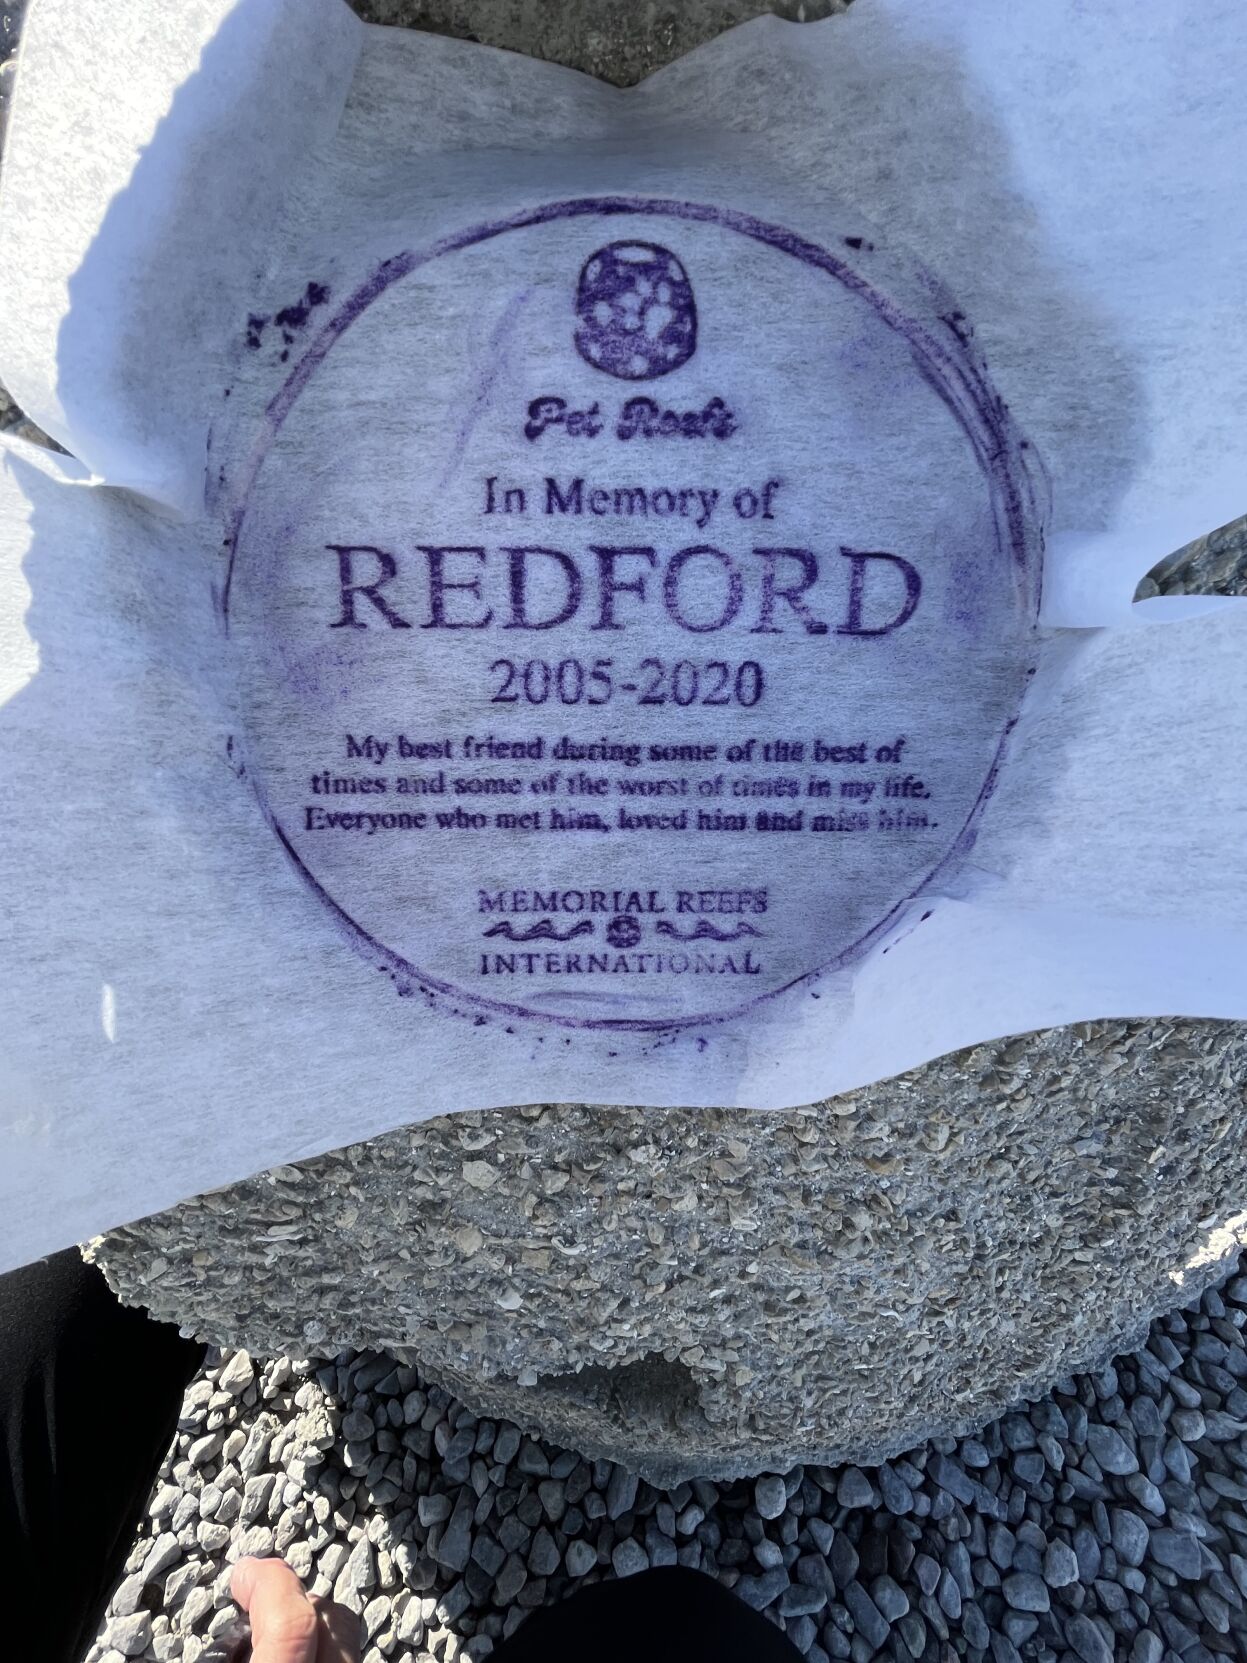 Pet Reefs
In Memory of
REDFORD
2005-2020
My best friend during some of the best of
times and some of the worst of times in my life.
Everyone who met him, loved him and miss him.
MEMORIAL REEFS
INTERNATIONAL